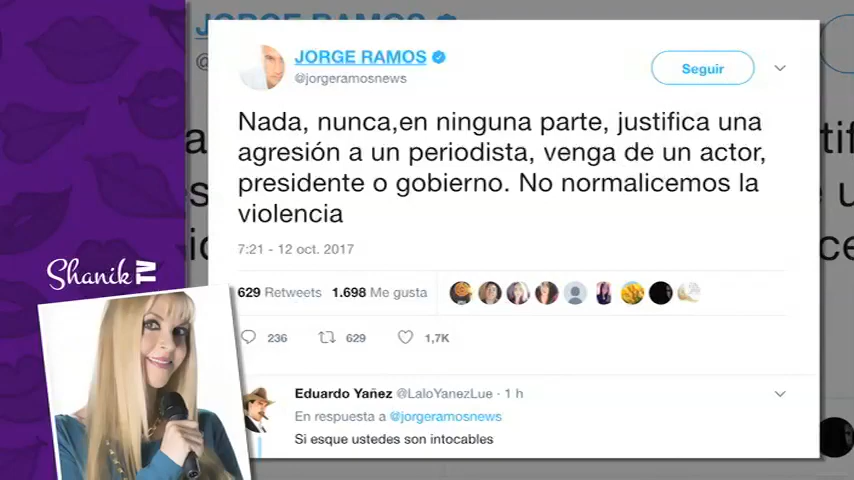 JORGE RAMOS
@jorgeramosnews
Seguir
Nada, nunca,en ninguna parte, justifica una
agresión a un periodista, venga de un actor,
presidente o gobierno. No normalicemos la
violencia
7:21 - 12 oct. 2017
629 Retweets 1.698 Me gusta
236 629 1,7K
Eduardo Yañez @LaloYanezLue · 1 h
En respuesta a @jorgeramosnews
Si esque ustedes son intocables
Shanik TV